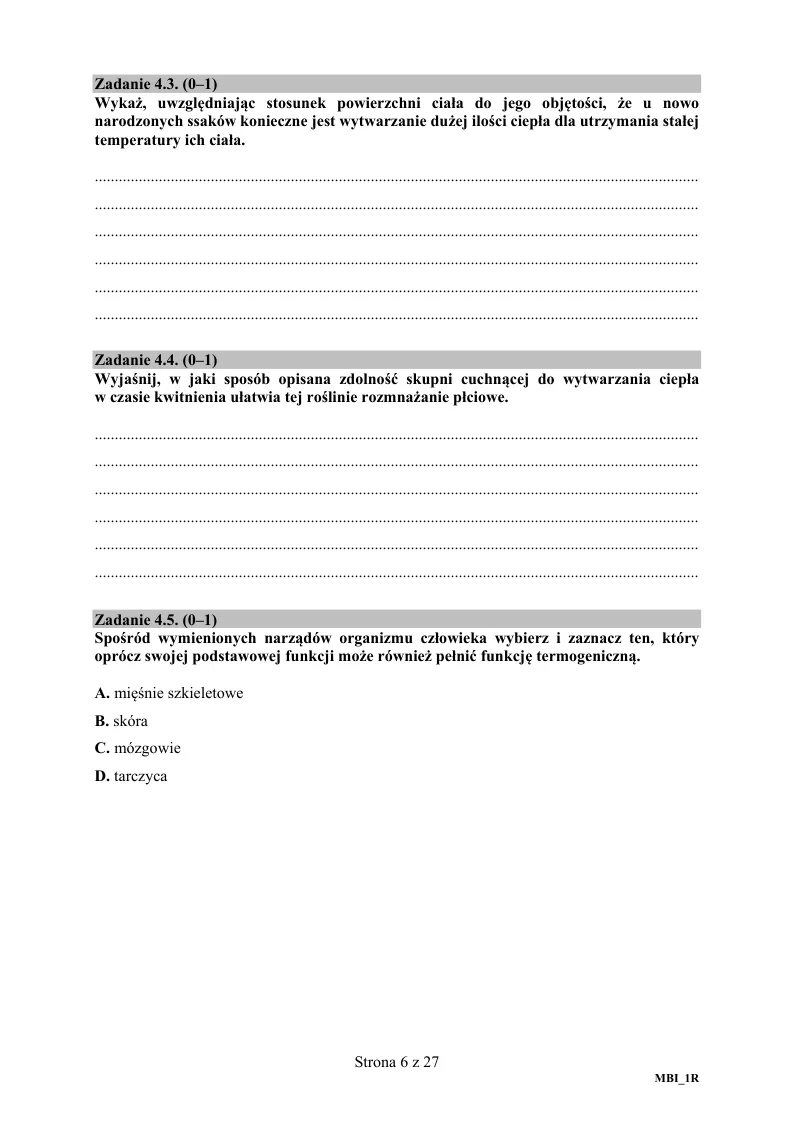 Zadanie 4.3. (0–1)
Wykaż, uwzględniając stosunek powierzchni ciała do jego objętości, że u nowo
narodzonych ssaków konieczne jest wytwarzanie dużej ilości ciepła dla utrzymania stałej
temperatury ich ciała.
Zadanie 4.4. (0–1)
Wyjaśnij, w jaki sposób opisana zdolność skupni cuchnącej do wytwarzania ciepła
w czasie kwitnienia ułatwia tej roślinie rozmnażanie płciowe.
Zadanie 4.5. (0–1)
Spośród wymienionych narządów organizmu człowieka wybierz i zaznacz ten, który
oprócz swojej podstawowej funkcji może również pełnić funkcję termogeniczną.
A. mięśnie szkieletowe
B. skóra
C. mózgowie
D. tarczyca
Strona 6 z 27
MBI_1R